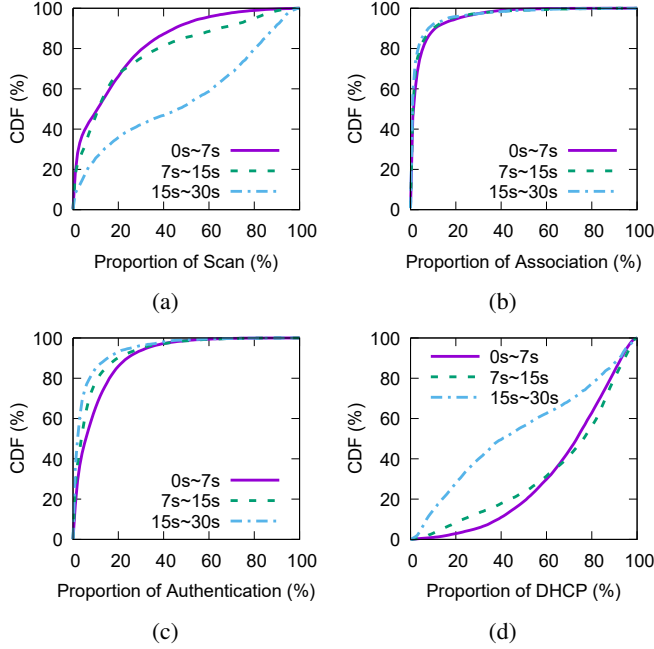 100
80
60
40
20
0
CDF (%)
0s~7s
7s~15s
15s~30s
0 20 40 60 80 100
Proportion of Scan (%)
(a)
100
80
60
40
20
0
CDF (%)
0s~7s
7s~15s
15s~30s
0 20 40 60 80 100
Proportion of Association (%)
(b)
100
80
60
40
20
0
CDF (%)
0s~7s
7s~15s
15s~30s
0 20 40 60 80 100
Proportion of Authentication (%)
(c)
100
80
60
40
20
0
CDF (%)
0s~7s
7s~15s
15s~30s
0 20 40 60 80 100
Proportion of DHCP (%)
(d)